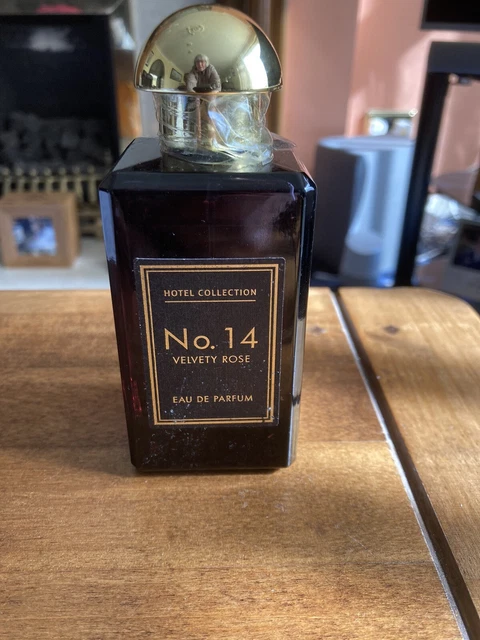 HOTEL COLLECTION
No. 14
VELVETY ROSE
EAU DE PARFUM